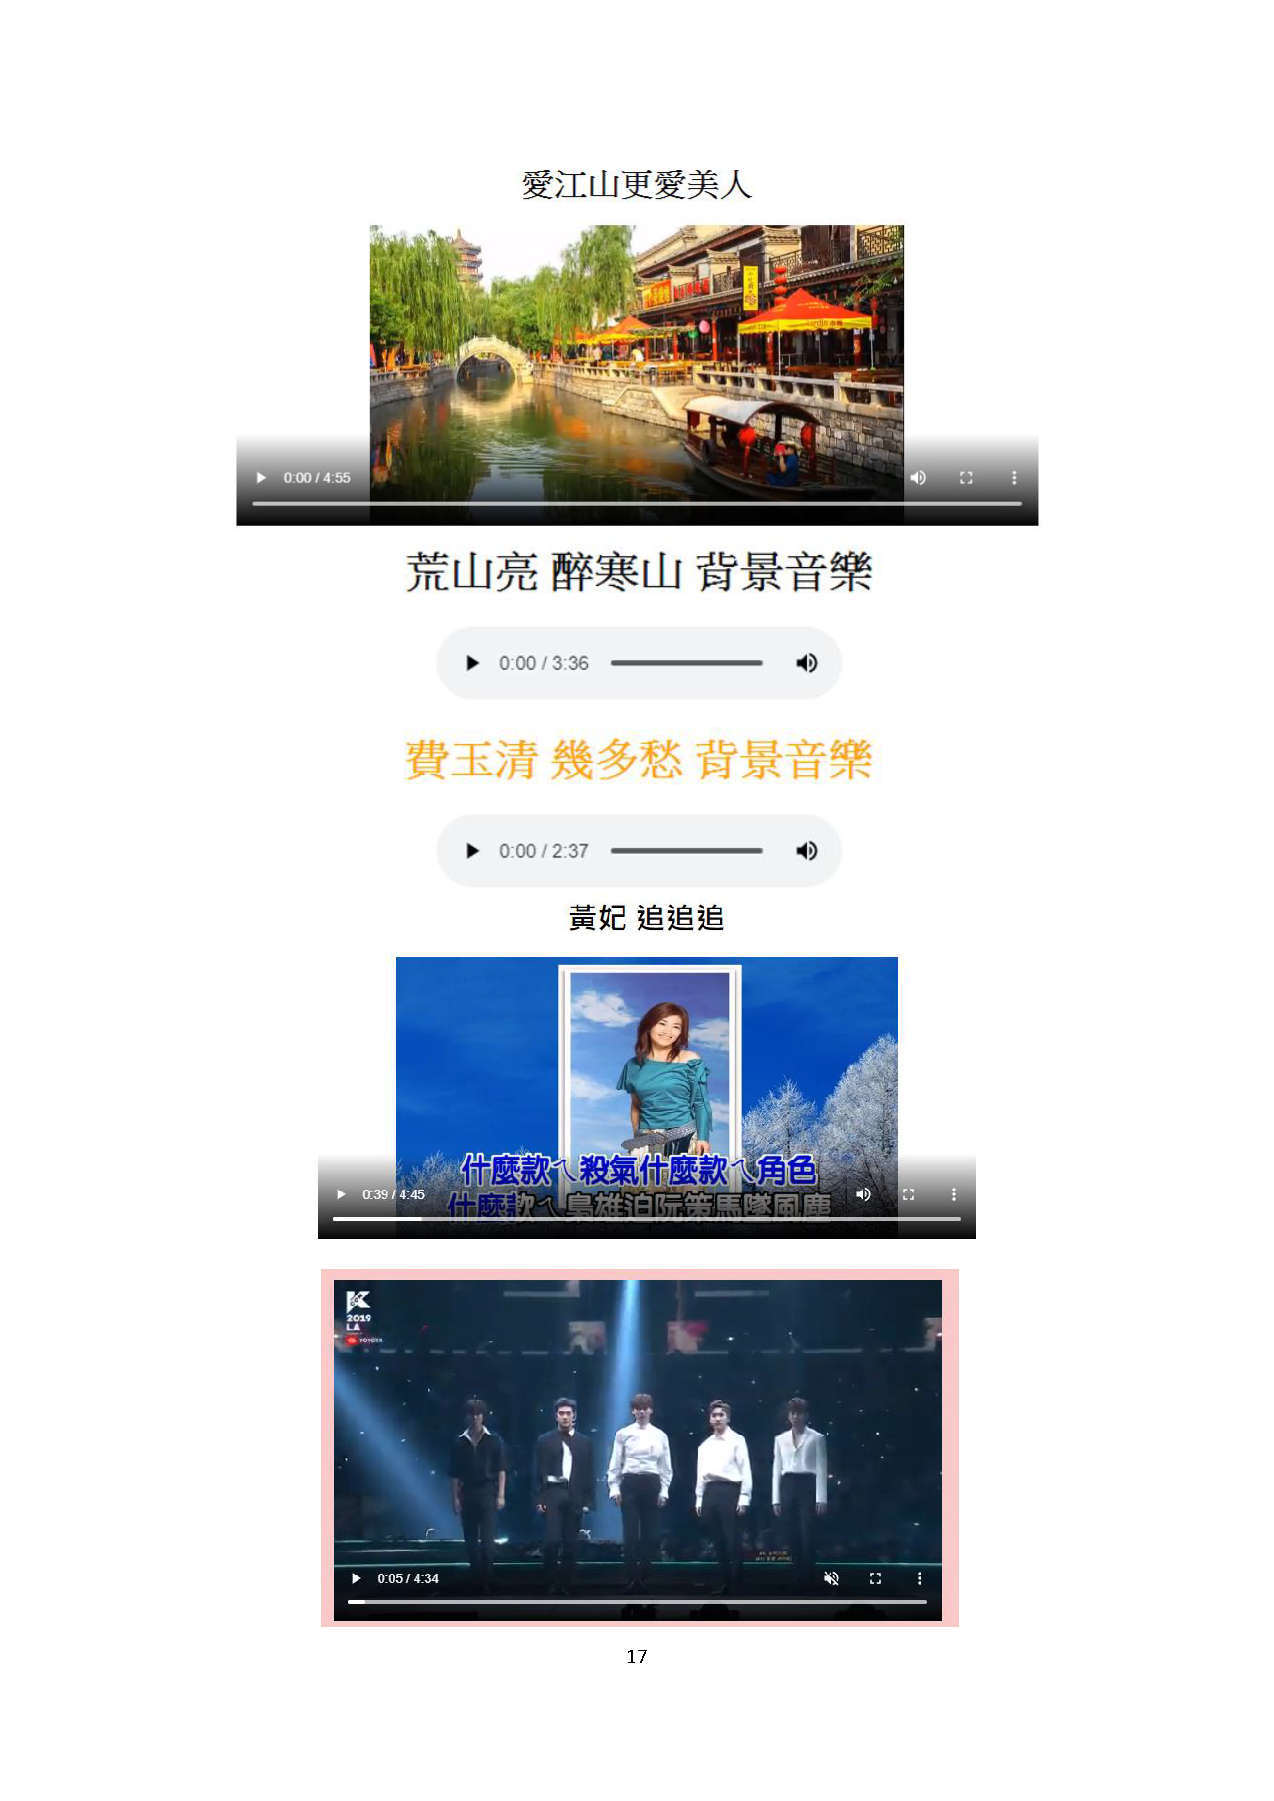 愛江山更愛美人
0:00 / 4:55
荒山亮 醉寒山 背景音樂
0:00 / 3:36
費玉清 幾多愁 背景音樂
0:00 / 2:37
黃妃 追追追
什麼款ㄟ殺氣什麼款ㄟ角色
0:39 / 4:45
什麼款ㄟ梟雄迫阮策馬墜風塵
K
2019
LA
TOYOTA
0:05 / 4:34
17